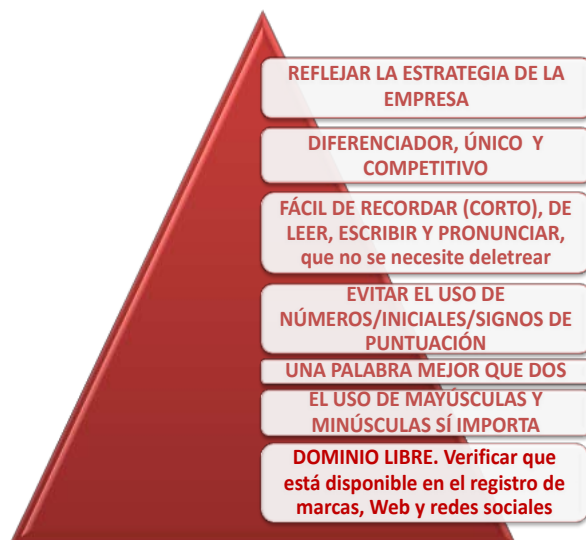 REFLEJAR LA ESTRATEGIA DE LA
EMPRESA
DIFERENCIADOR, ÚNICO Y
COMPETITIVO
FÁCIL DE RECORDAR (CORTO), DE
LEER, ESCRIBIR Y PRONUNCIAR,
que no se necesite deletrear
EVITAR EL USO DE
NÚMEROS/INICIALES/SIGNOS DE
PUNTUACIÓN
UNA PALABRA MEJOR QUE DOS
EL USO DE MAYÚSCULAS Y
MINÚSCULAS SÍ IMPORTA
DOMINIO LIBRE. Verificar que
está disponible en el registro de
marcas, Web y redes sociales